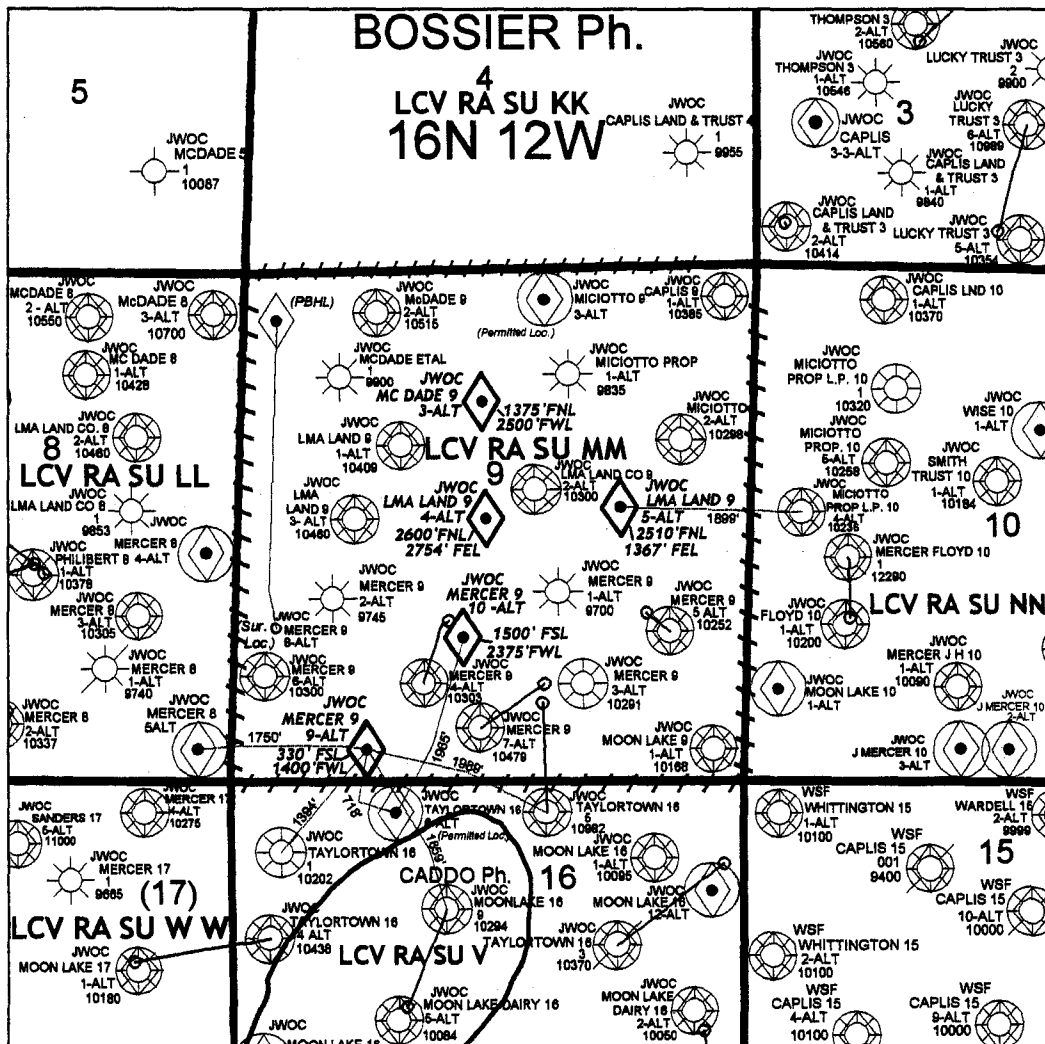 BOSSIER Ph.
4
LCV RA SU KK
16N 12W
5
JWOC
MCDADE 5
1
10087
JWOC
CAPLIS LAND & TRUST 4
1
9955
THOMPSON 3
2-ALT
10560
JWOC
THOMPSON 3
1-ALT
10546
JWOC
LUCKY TRUST 3
2
9900
JWOC
LUCKY
TRUST 3
6-ALT
10989
3
JWOC
CAPLIS
3-3-ALT
JWOC
CAPLIS LAND
& TRUST 3
1-ALT
9840
JWOC
CAPLIS LAND
& TRUST 3
2-ALT
10414
JWOC
LUCKY TRUST 3
5-ALT
10354
JWOC
MCDADE 8
2 - ALT
10550
JWOC
McDADE 8
3-ALT
10700
JWOC
MC DADE 8
1-ALT
10428
JWOC
LMA LAND CO. 8
2-ALT
10460
8
LCV RA SU LL
JWOC
LMA LAND CO 8
1
9853
JWOC
MERCER 8
4-ALT
JWOC
PHILIBERT 8
1-ALT
10378
JWOC
MERCER 8
3-ALT
10305
JWOC
MERCER 8
1-ALT
9740
JWOC
MERCER 8
2-ALT
10337
JWOC
MERCER 8
5ALT
(PBHL)
JWOC
McDADE 9
2-ALT
10515
JWOC
MICIOTTO 9
3-ALT
(Permitted Loc.)
JWOC
CAPLIS 9
1-ALT
10385
JWOC
MCDADE ETAL
1
9900
JWOC
MC DADE 9
3-ALT
1375'FNL
2500'FWL
JWOC
MICIOTTO PROP
1-ALT
9835
JWOC
MICIOTTO
2-ALT
10298
JWOC
LMA LAND 9
1-ALT
10409
LCV RA SU MM
9
JWOC
LMA LAND CO 9
2-ALT
10300
JWOC
LMA
LAND 9
3- ALT
10460
JWOC
LMA LAND 9
4-ALT
2600'FNL
2754' FEL
JWOC
LMA LAND 9
5-ALT
2510'FNL
1367' FEL
1899'
JWOC
MERCER 9
2-ALT
9745
JWOC
MERCER 9
10 -ALT
1500' FSL
2375'FWL
JWOC
MERCER 9
1-ALT
9700
JWOC
MERCER 9
5 ALT
10252
(Sur.
Loc.)
JWOC
MERCER 9
8-ALT
JWOC
MERCER 9
6-ALT
10300
JWOC
MERCER 9
4-ALT
10303
JWOC
MERCER 9
3-ALT
10291
JWOC
MERCER 9
9-ALT
330' FSL
1400'FWL
1750'
1985'
1989'
JWOC
MERCER 9
7-ALT
10479
JWOC
MOON LAKE 9
1-ALT
10168
JWOC
CAPLIS LND 10
1-ALT
10370
JWOC
MICIOTTO
PROP L.P. 10
1
10320
JWOC
WISE 10
1-ALT
JWOC
MICIOTTO
PROP. 10
5-ALT
10258
JWOC
SMITH
TRUST 10
1-ALT
10184
JWOC
MICIOTTO
PROP L.P. 10
4-ALT
10236
10
JWOC
MERCER FLOYD 10
1
12290
LCV RA SU NN
JWOC
FLOYD 10
1-ALT
10200
JWOC
MERCER J H 10
1-ALT
10090
JWOC
MOON LAKE 10
1-ALT
JWOC
J MERCER 10
2-ALT
JWOC
J MERCER 10
3-ALT
JWOC
SANDERS 17
5-ALT
11000
JWOC
MERCER 17
4-ALT
10275
JWOC
MERCER 17
1
9685
(17)
LCV RA SU W W
JWOC
MOON LAKE 17
1-ALT
10180
1394'
718'
1859'
JWOC
TAYLORTOWN 16
1
10202
JWOC
TAYLORTOWN 16
(Permitted Loc.)
JWOC
TAYLORTOWN 16
5
10982
CADDO Ph.
16
JWOC
MOON LAKE 16
1-ALT
10095
JWOC
MOONLAKE 16
9
10294
JWOC
MOON LAKE 16
12-ALT
JWOC
TAYLORTOWN 16
4 ALT
10438
JWOC
TAYLORTOWN 16
3
10370
LCV RA SU V
JWOC
MOON LAKE DAIRY 16
5-ALT
10084
JWOC
MOON LAKE
DAIRY 16
2-ALT
10050
JWOC
MOON LAKE 16
WSF
WHITTINGTON 15
1-ALT
10100
WSF
WARDELL 16
2-ALT
9999
WSF
CAPLIS 15
001
9400
15
WSF
CAPLIS 15
10-ALT
10000
WSF
WHITTINGTON 15
2-ALT
10100
WSF
CAPLIS 15
4-ALT
10100
WSF
CAPLIS 15
9-ALT
10000